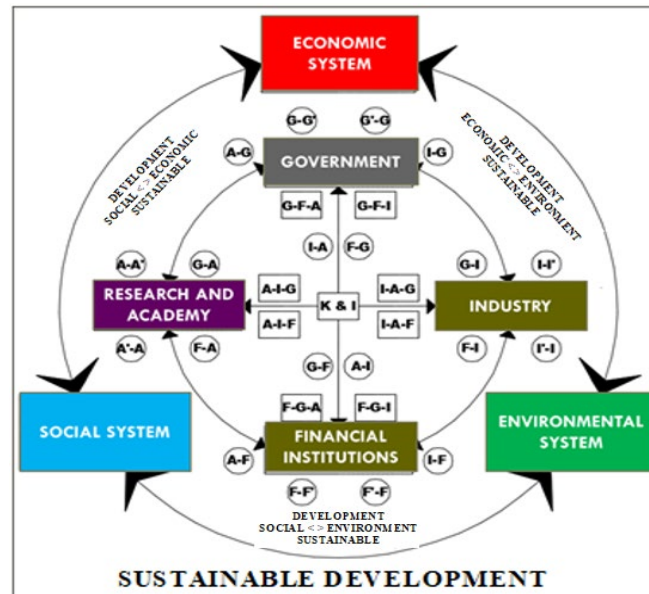 ECONOMIC
SYSTEM
G-G'
G'-G
DEVELOPMENT
SOCIAL <> ECONOMIC
SUSTAINABLE
DEVELOPMENT
ECONOMIC <> ENVIRONMENT
SUSTAINABLE
A-G
GOVERNMENT
I-G
G-F-A
G-F-I
I-A
F-G
A-A'
G-A
G-I
I-I'
RESEARCH AND
ACADEMY
A-I-G
A-I-F
K & I
I-A-G
I-A-F
INDUSTRY
A'-A
F-A
G-F
A-I
F-I
I'-I
SOCIAL SYSTEM
F-G-A
F-G-I
FINANCIAL
INSTITUTIONS
ENVIRONMENTAL
SYSTEM
A-F
I-F
F-F'
F'-F
DEVELOPMENT
SOCIAL <> ENVIRONMENT
SUSTAINABLE
SUSTAINABLE DEVELOPMENT